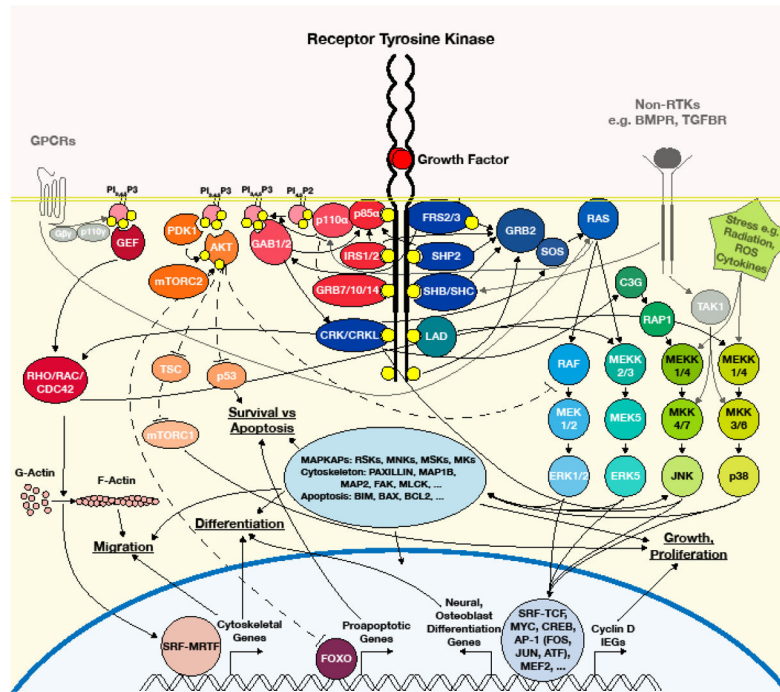 Receptor Tyrosine Kinase
Non-RTKs
e.g. BMPR, TGFBR
GPCRs
Growth Factor
PI3,4,5P3
PI3,4,5P3
PI3,4,5P3
PI4,5P2
Gβγ
p110γ
GEF
PDK1
AKT
mTORC2
GAB1/2
p110α
p85α
IRS1/2
GRB7/10/14
CRK/CRKL
FRS2/3
SHP2
SHB/SHC
LAD
GRB2
SOS
RAS
C3G
RAP1
TAK1
Stress e.g.
Radiation,
ROS
Cytokines
RHO/RAC/
CDC42
TSC
p53
mTORC1
RAF
MEKK
2/3
MEKK
1/4
MEKK
1/4
MEK
1/2
MEK5
MKK
4/7
MKK
3/6
ERK1/2
ERK5
JNK
p38
Survival vs
Apoptosis
MAPKAPs: RSKs, MNKs, MSKs, MKs
Cytoskeleton: PAXILLIN, MAP1B,
MAP2, FAK, MLCK, ...
Apoptosis: BIM, BAX, BCL2, ...
G-Actin
F-Actin
Migration
Differentiation
Growth,
Proliferation
SRF-MRTF
Cytoskeletal
Genes
FOXO
Proapoptotic
Genes
Neural,
Osteoblast
Differentiation
Genes
SRF-TCF,
MYC, CREB,
AP-1 (FOS,
JUN, ATF),
MEF2, ...
Cyclin D
IEGs